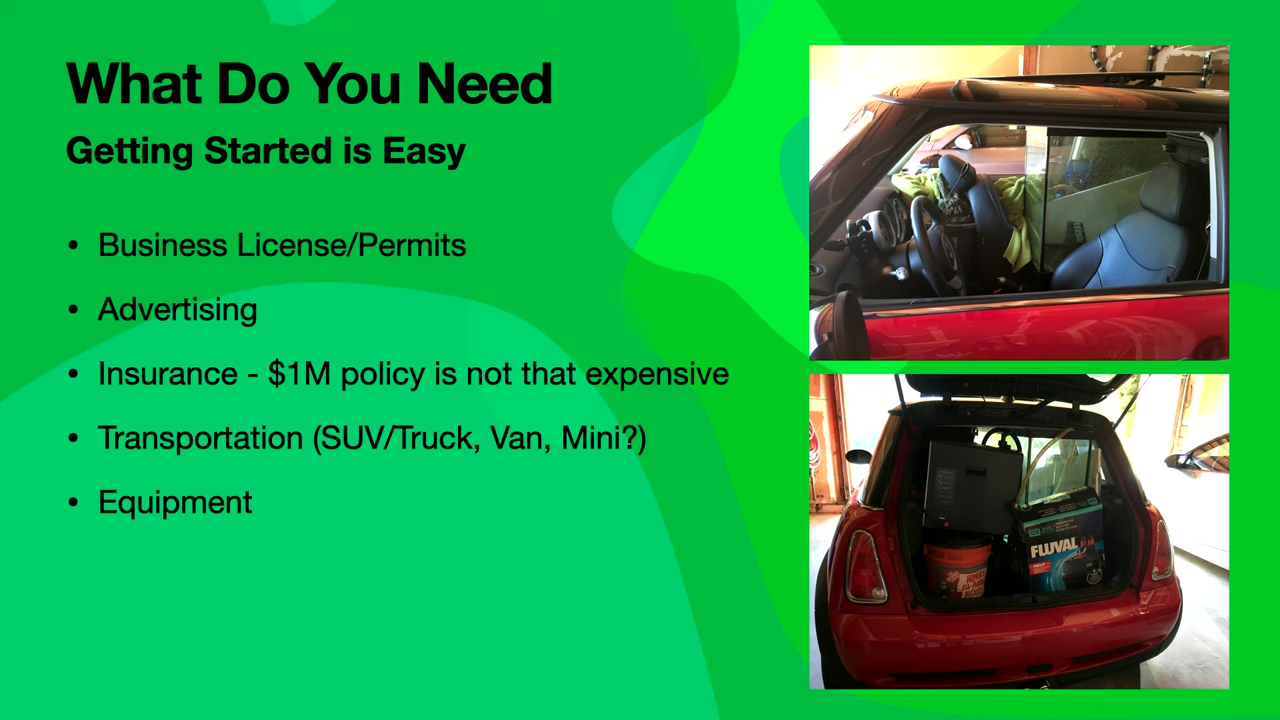 What Do You Need
Getting Started is Easy
• Business License/Permits
• Advertising
• Insurance - $1M policy is not that expensive
• Transportation (SUV/Truck, Van, Mini?)
• Equipment
FLUVAL